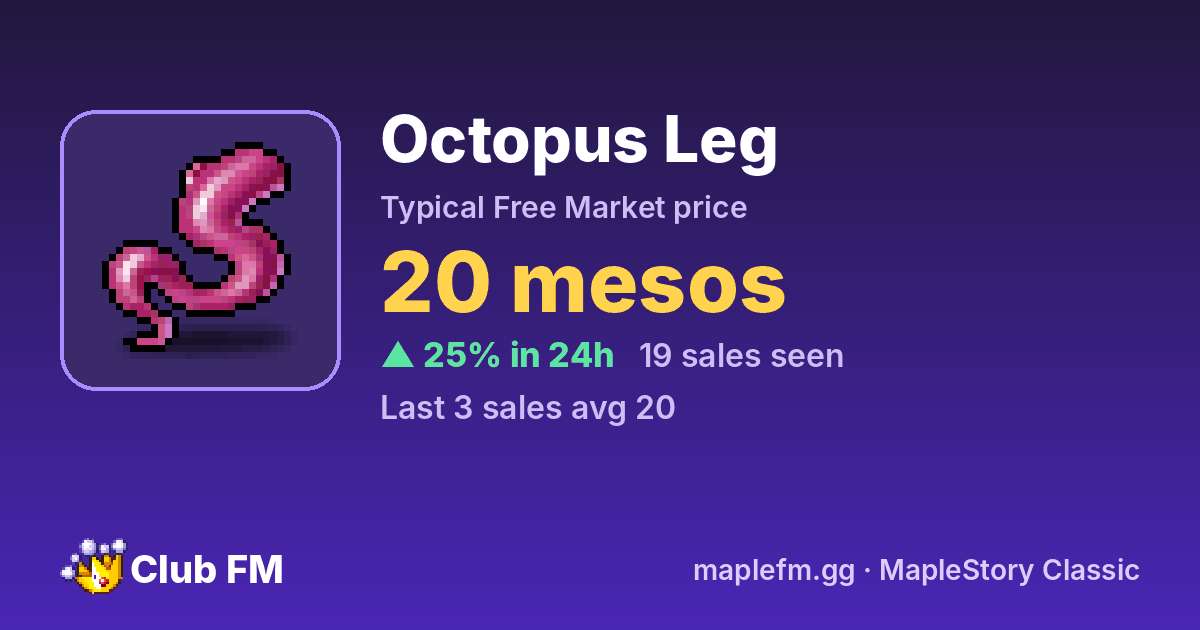 Octopus Leg
Typical Free Market price
20 mesos
▲ 25% in 24h 19 sales seen
Last 3 sales avg 20
Club FM
maplefm.gg · MapleStory Classic